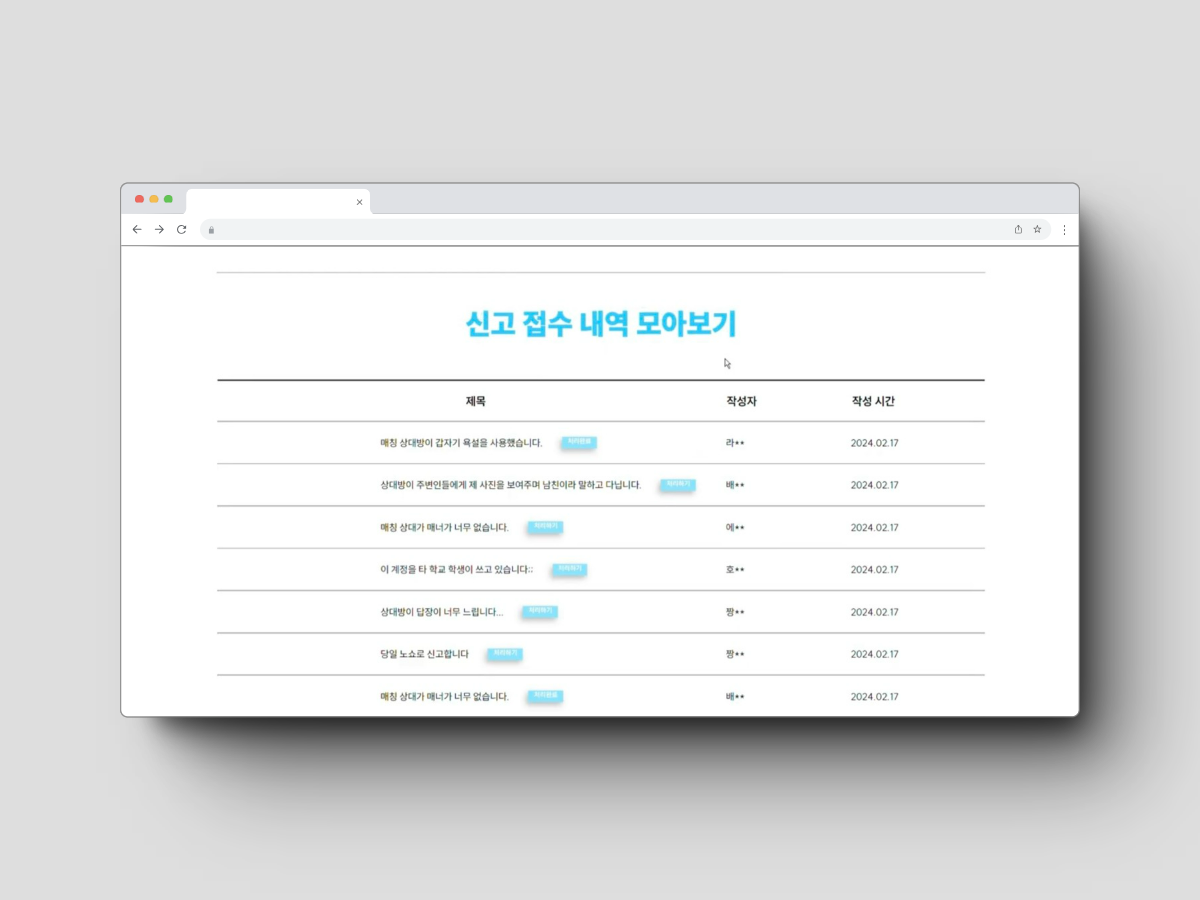 신고 접수 내역 모아보기
제목 작성자 작성 시간
매칭 상대방이 갑자기 욕설을 사용했습니다. 처리완료 라** 2024.02.17
상대방이 주변인들에게 제 사진을 보여주며 남친이라 말하고 다닙니다. 처리하기 배** 2024.02.17
매칭 상대가 매너가 너무 없습니다. 처리하기 에** 2024.02.17
이 계정을 타 학교 학생이 쓰고 있습니다;; 처리하기 호** 2024.02.17
상대방이 답장이 너무 느립니다... 처리하기 짱** 2024.02.17
당일 노쇼로 신고합니다 처리하기 짱** 2024.02.17
매칭 상대가 매너가 너무 없습니다. 처리완료 배** 2024.02.17